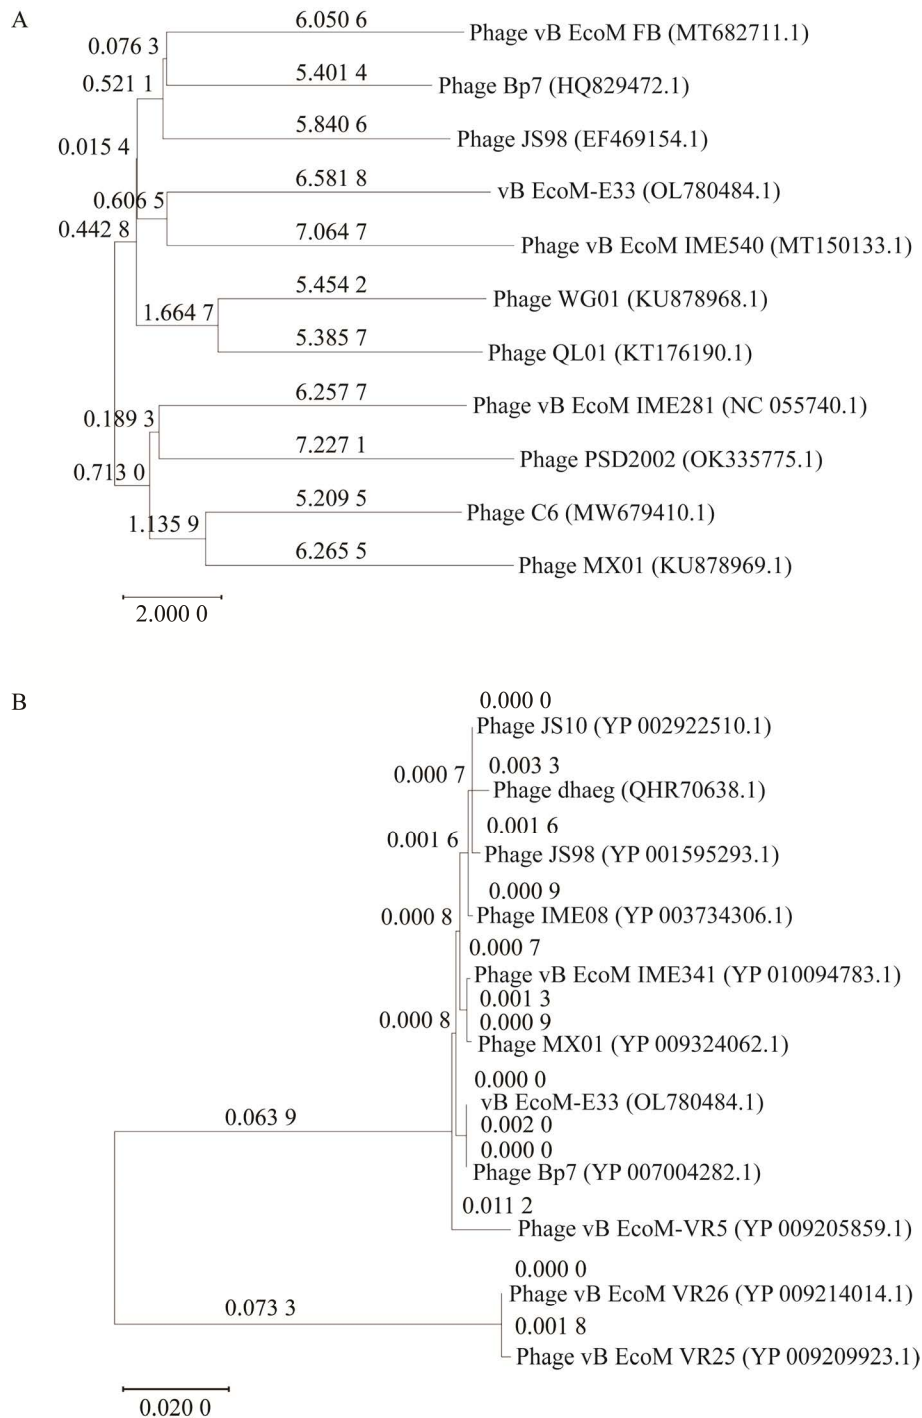 A
6.050 6
Phage vB EcoM FB (MT682711.1)
0.076 3
5.401 4
0.521 1
Phage Bp7 (HQ829472.1)
5.840 6
Phage JS98 (EF469154.1)
0.015 4
6.581 8
vB EcoM-E33 (OL780484.1)
0.606 5
0.442 8
7.064 7
Phage vB EcoM IME540 (MT150133.1)
5.454 2
Phage WG01 (KU878968.1)
1.664 7
5.385 7
Phage QL01 (KT176190.1)
6.257 7
Phage vB EcoM IME281 (NC 055740.1)
0.189 3
7.227 1
Phage PSD2002 (OK335775.1)
0.713 0
5.209 5
Phage C6 (MW679410.1)
1.135 9
6.265 5
Phage MX01 (KU878969.1)
2.000 0
B
0.000 0
Phage JS10 (YP 002922510.1)
0.000 7
0.003 3
Phage dhaeg (QHR70638.1)
0.001 6
0.001 6
Phage JS98 (YP 001595293.1)
0.000 9
0.000 8
Phage IME08 (YP 003734306.1)
0.000 7
Phage vB EcoM IME341 (YP 010094783.1)
0.001 3
0.000 8
0.000 9
Phage MX01 (YP 009324062.1)
0.000 0
vB EcoM-E33 (OL780484.1)
0.063 9
0.002 0
0.000 0
Phage Bp7 (YP 007004282.1)
0.011 2
Phage vB EcoM-VR5 (YP 009205859.1)
0.000 0
Phage vB EcoM VR26 (YP 009214014.1)
0.073 3
0.001 8
Phage vB EcoM VR25 (YP 009209923.1)
0.020 0